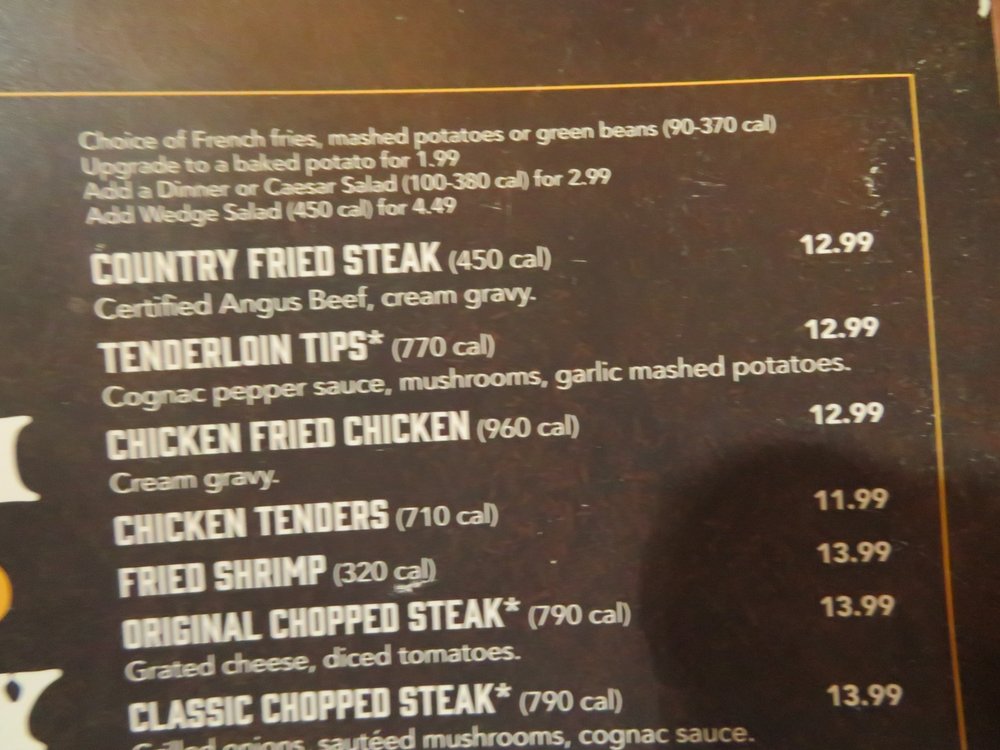 Choice of French fries, mashed potatoes or green beans (90-370 cal)
Upgrade to a baked potato for 1.99
Add a Dinner or Caesar Salad (100-380 cal) for 2.99
Add Wedge Salad (450 cal) for 4.49
COUNTRY FRIED STEAK (450 cal) 12.99
Certified Angus Beef, cream gravy.
TENDERLOIN TIPS* (770 cal) 12.99
Cognac pepper sauce, mushrooms, garlic mashed potatoes.
CHICKEN FRIED CHICKEN (960 cal) 12.99
Cream gravy.
CHICKEN TENDERS (710 cal) 11.99
FRIED SHRIMP (320 cal) 13.99
ORIGINAL CHOPPED STEAK* (790 cal) 13.99
Grated cheese, diced tomatoes.
CLASSIC CHOPPED STEAK* (790 cal) 13.99
Grilled onions, sautéed mushrooms, cognac sauce.